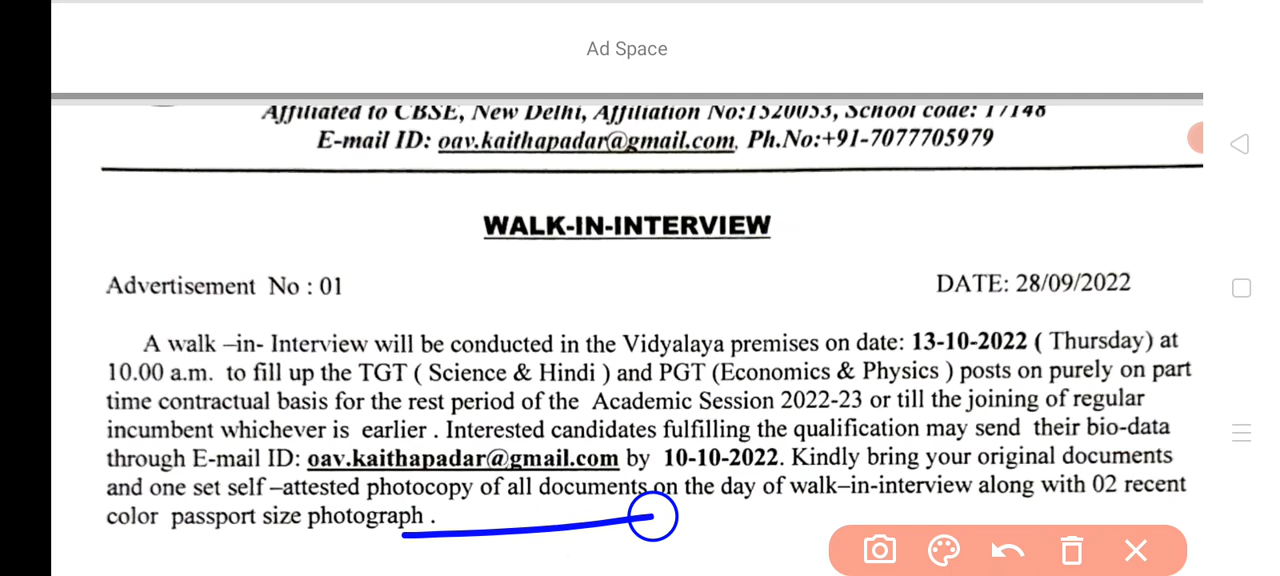 Ad Space
Affiliated to CBSE, New Delhi, Affiliation No:1520053, School code: 17148
E-mail ID: oav.kaithapadar@gmail.com, Ph.No:+91-7077705979
WALK-IN-INTERVIEW
Advertisement No : 01 DATE: 28/09/2022
A walk –in- Interview will be conducted in the Vidyalaya premises on date: 13-10-2022 ( Thursday) at
10.00 a.m. to fill up the TGT ( Science & Hindi ) and PGT (Economics & Physics ) posts on purely on part
time contractual basis for the rest period of the Academic Session 2022-23 or till the joining of regular
incumbent whichever is earlier . Interested candidates fulfilling the qualification may send their bio-data
through E-mail ID: oav.kaithapadar@gmail.com by 10-10-2022. Kindly bring your original documents
and one set self –attested photocopy of all documents on the day of walk–in-interview along with 02 recent
color passport size photograph .